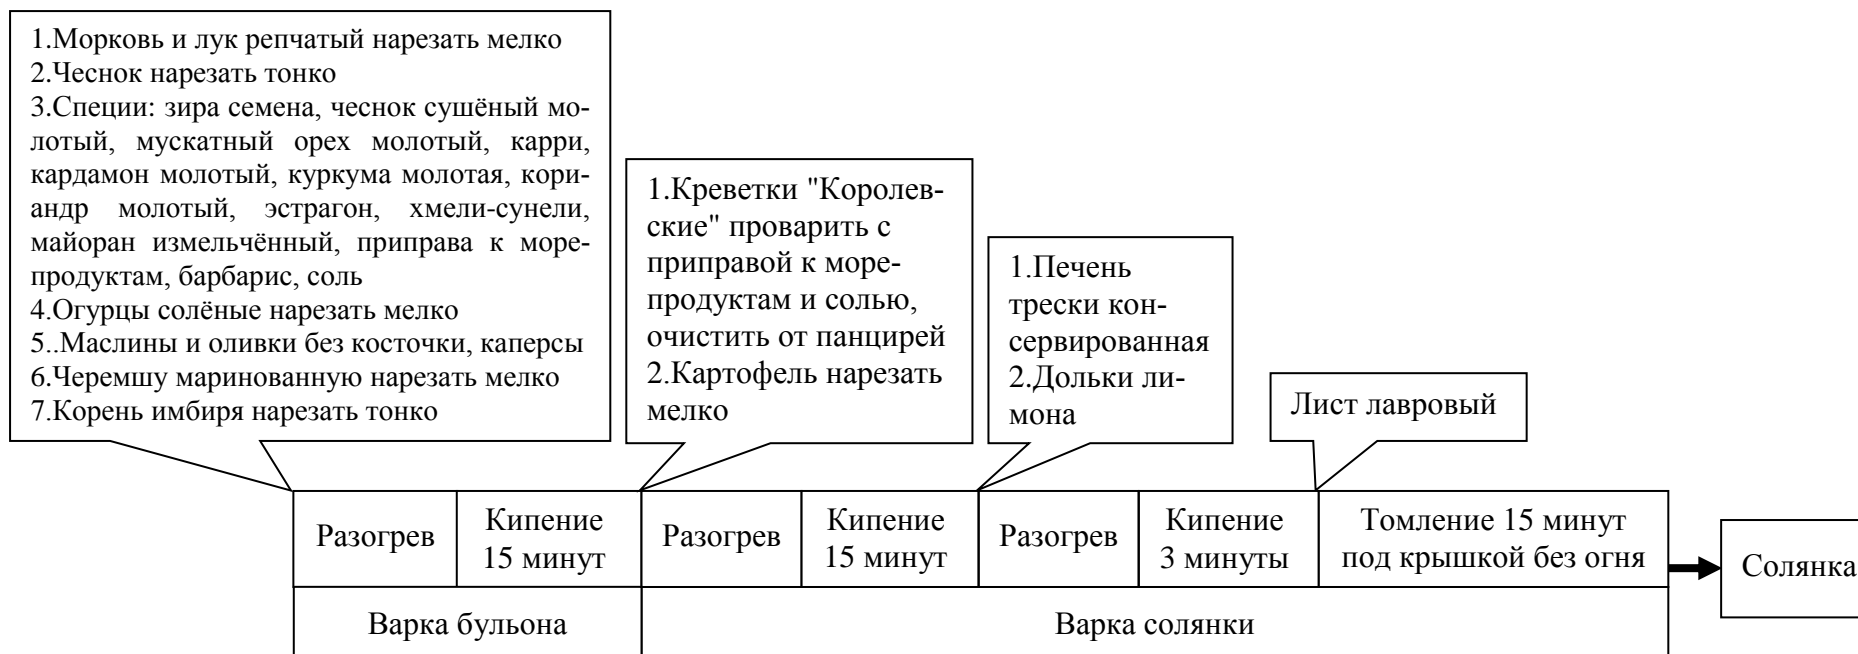 1.Морковь и лук репчатый нарезать мелко
2.Чеснок нарезать тонко
3.Специи: зира семена, чеснок сушёный мо-
лотый, мускатный орех молотый, карри,
кардамон молотый, куркума молотая, кори-
андр молотый, эстрагон, хмели-сунели,
майоран измельчённый, приправа к море-
продуктам, барбарис, соль
4.Огурцы солёные нарезать мелко
5..Маслины и оливки без косточки, каперсы
6.Черемшу маринованную нарезать мелко
7.Корень имбиря нарезать тонко
1.Креветки "Королев-
ские" проварить с
приправой к море-
продуктам и солью,
очистить от панцирей
2.Картофель нарезать
мелко
1.Печень
трески кон-
сервированная
2.Дольки ли-
мона
Лист лавровый
Разогрев
Кипение
15 минут
Разогрев
Кипение
15 минут
Разогрев
Кипение
3 минуты
Томление 15 минут
под крышкой без огня
Солянка
Варка бульона
Варка солянки